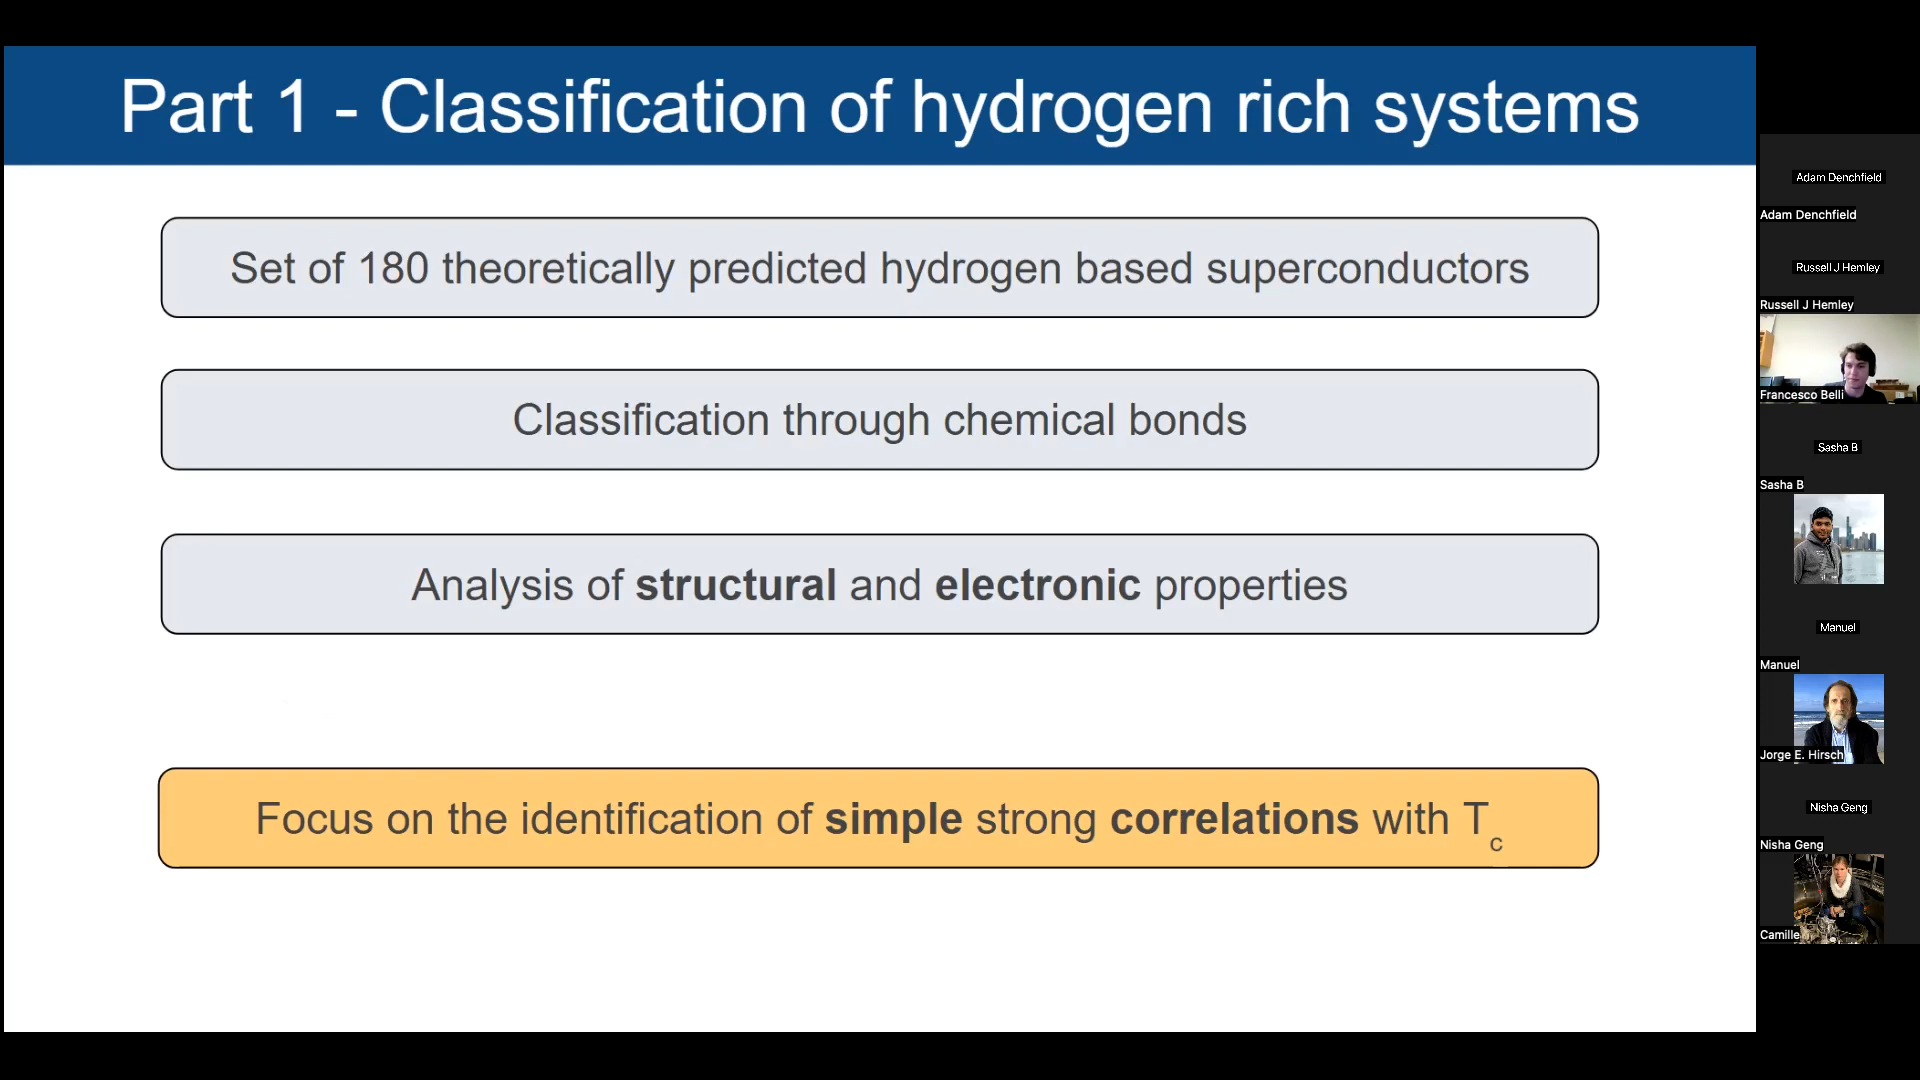 Part 1 - Classification of hydrogen rich systems
Set of 180 theoretically predicted hydrogen based superconductors
Classification through chemical bonds
Analysis of structural and electronic properties
Focus on the identification of simple strong correlations with Tc
Adam Denchfield
Adam Denchfield
Russell J Hemley
Russell J Hemley
Francesco Belli
Sasha B
Sasha B
Manuel
Manuel
Jorge E. Hirsch
Nisha Geng
Nisha Geng
Camille